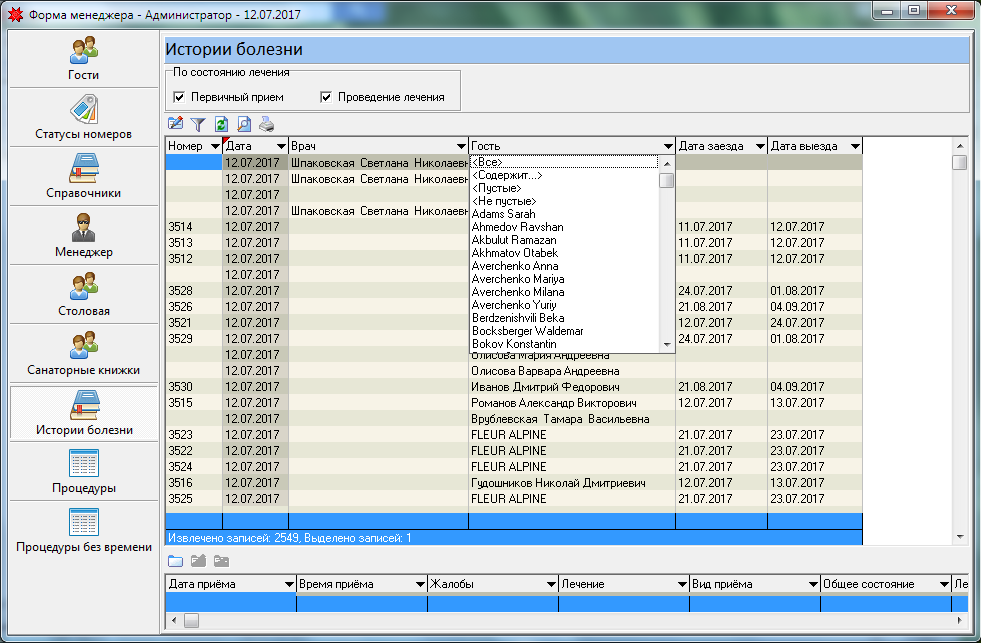 Форма менеджера - Администратор - 12.07.2017
Гости
Статусы номеров
Справочники
Менеджер
Столовая
Санаторные книжки
Истории болезни
Процедуры
Процедуры без времени
Истории болезни
По состоянию лечения
Первичный прием Проведение лечения
Номер Дата Врач Гость Дата заезда Дата выезда
12.07.2017 Шпаковская Светлана Николаевн <Все>
<Содержит...>
12.07.2017 Шпаковская Светлана Николаевн
<Пустые>
12.07.2017 <Не пустые>
12.07.2017 Шпаковская Светлана Николаевн Adams Sarah
3514 12.07.2017 Ahmedov Ravshan 11.07.2017 12.07.2017
3513 12.07.2017 Akbulut Ramazan 11.07.2017 12.07.2017
3512 12.07.2017 Akhmatov Otabek 11.07.2017 12.07.2017
Averchenko Anna
12.07.2017 Averchenko Mariya
3528 12.07.2017 Averchenko Milana 24.07.2017 01.08.2017
3526 12.07.2017 Averchenko Yuriy 21.08.2017 04.09.2017
3521 12.07.2017 Berdzenishvili Beka 12.07.2017 24.07.2017
3529 12.07.2017 Bocksberger Waldemar 24.07.2017 01.08.2017
Bokov Konstantin
12.07.2017 Олисова Мария Андреевна
12.07.2017 Олисова Варвара Андреевна
3530 12.07.2017 Иванов Дмитрий Федорович 21.08.2017 04.09.2017
3515 12.07.2017 Романов Александр Викторович 12.07.2017 13.07.2017
12.07.2017 Врублевская Тамара Васильевна
3523 12.07.2017 FLEUR ALPINE 21.07.2017 23.07.2017
3522 12.07.2017 FLEUR ALPINE 21.07.2017 23.07.2017
3524 12.07.2017 FLEUR ALPINE 21.07.2017 23.07.2017
3516 12.07.2017 Гудошников Николай Дмитриевич 12.07.2017 13.07.2017
3525 12.07.2017 FLEUR ALPINE 21.07.2017 23.07.2017
Извлечено записей: 2549, Выделено записей: 1
Дата приёма Время приёма Жалобы Лечение Вид приёма Общее состояние Ле